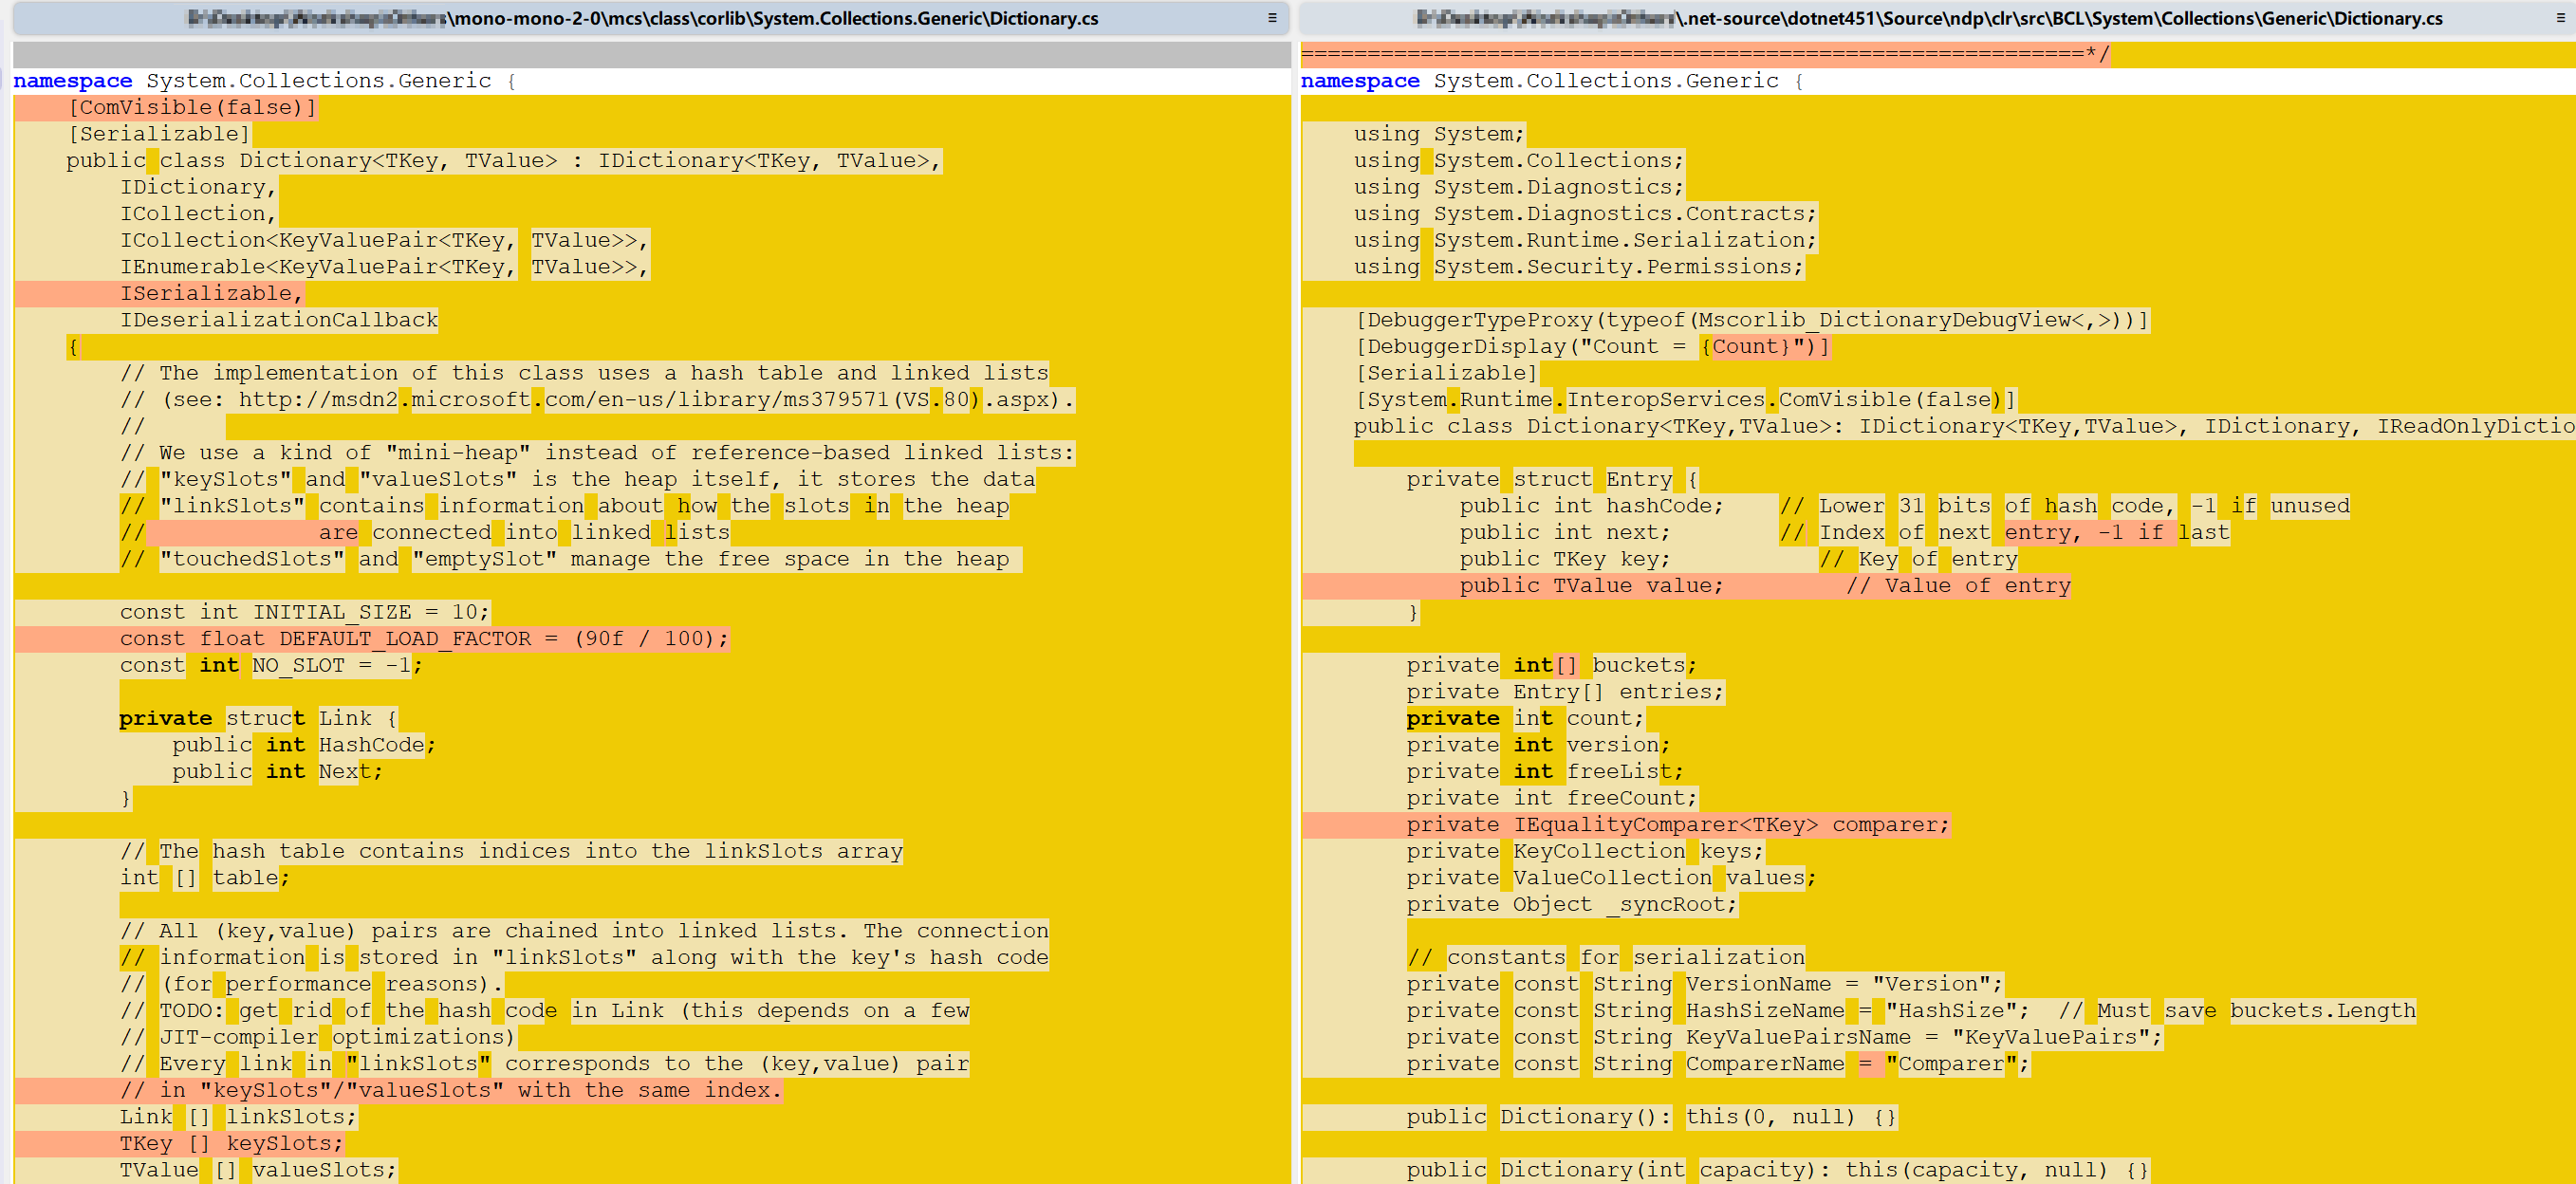 \mono-mono-2-0\mcs\class\corlib\System.Collections.Generic\Dictionary.cs
namespace System.Collections.Generic {
[ComVisible(false)]
[Serializable]
public class Dictionary<TKey, TValue> : IDictionary<TKey, TValue>,
IDictionary,
ICollection,
ICollection<KeyValuePair<TKey, TValue>>,
IEnumerable<KeyValuePair<TKey, TValue>>,
ISerializable,
IDeserializationCallback
{
// The implementation of this class uses a hash table and linked lists
// (see: http://msdn2.microsoft.com/en-us/library/ms379571(VS.80).aspx).
//
// We use a kind of "mini-heap" instead of reference-based linked lists:
// "keySlots" and "valueSlots" is the heap itself, it stores the data
// "linkSlots" contains information about how the slots in the heap
// are connected into linked lists
// "touchedSlots" and "emptySlot" manage the free space in the heap
const int INITIAL_SIZE = 10;
const float DEFAULT_LOAD_FACTOR = (90f / 100);
const int NO_SLOT = -1;
private struct Link {
public int HashCode;
public int Next;
}
// The hash table contains indices into the linkSlots array
int [] table;
// All (key,value) pairs are chained into linked lists. The connection
// information is stored in "linkSlots" along with the key's hash code
// (for performance reasons).
// TODO: get rid of the hash code in Link (this depends on a few
// JIT-compiler optimizations)
// Every link in "linkSlots" corresponds to the (key,value) pair
// in "keySlots"/"valueSlots" with the same index.
Link [] linkSlots;
TKey [] keySlots;
TValue [] valueSlots;
\.net-source\dotnet451\Source\ndp\clr\src\BCL\System\Collections\Generic\Dictionary.cs
===========================================================*/
namespace System.Collections.Generic {
using System;
using System.Collections;
using System.Diagnostics;
using System.Diagnostics.Contracts;
using System.Runtime.Serialization;
using System.Security.Permissions;
[DebuggerTypeProxy(typeof(Mscorlib_DictionaryDebugView<,>))]
[DebuggerDisplay("Count = {Count}")]
[Serializable]
[System.Runtime.InteropServices.ComVisible(false)]
public class Dictionary<TKey,TValue>: IDictionary<TKey,TValue>, IDictionary, IReadOnlyDictio
private struct Entry {
public int hashCode; // Lower 31 bits of hash code, -1 if unused
public int next; // Index of next entry, -1 if last
public TKey key; // Key of entry
public TValue value; // Value of entry
}
private int[] buckets;
private Entry[] entries;
private int count;
private int version;
private int freeList;
private int freeCount;
private IEqualityComparer<TKey> comparer;
private KeyCollection keys;
private ValueCollection values;
private Object _syncRoot;
// constants for serialization
private const String VersionName = "Version";
private const String HashSizeName = "HashSize"; // Must save buckets.Length
private const String KeyValuePairsName = "KeyValuePairs";
private const String ComparerName = "Comparer";
public Dictionary(): this(0, null) {}
public Dictionary(int capacity): this(capacity, null) {}